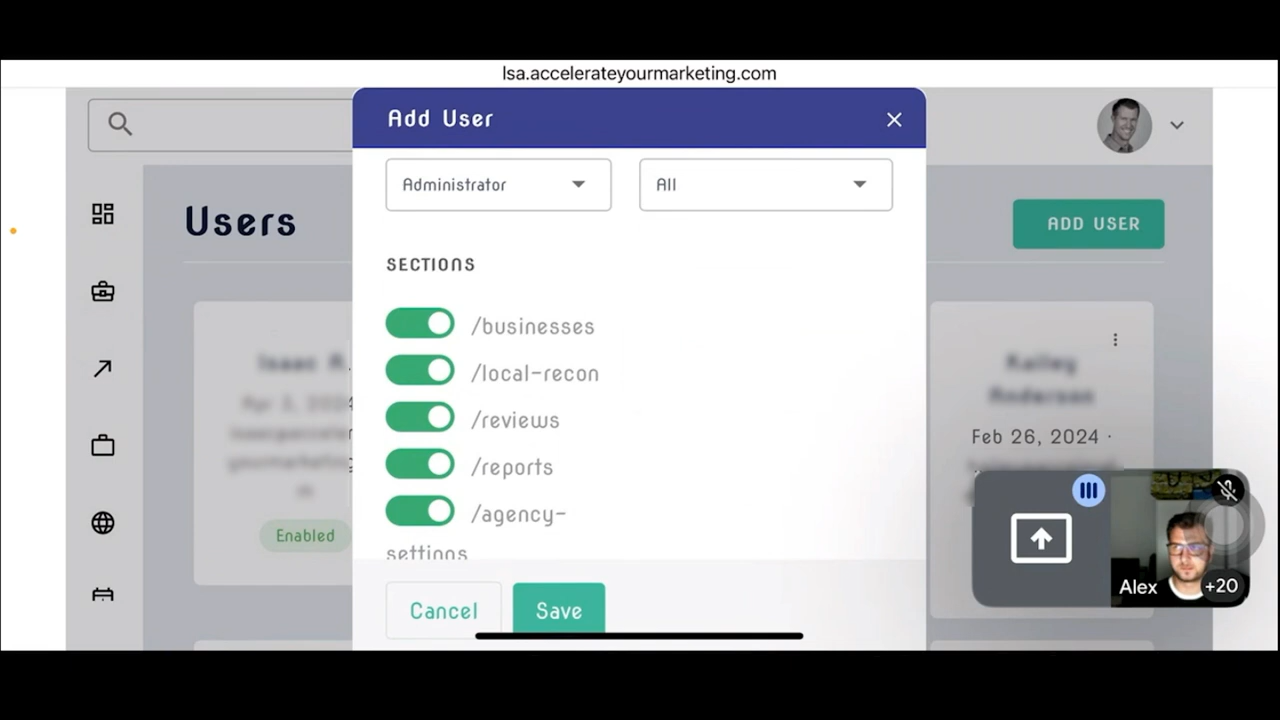 lsa.accelerateyourmarketing.com
Add User
Administrator
All
Users
ADD USER
SECTIONS
/businesses
/local-recon
/reviews
/reports
/agency-
settings
Feb 26, 2024 ·
Enabled
Alex
+20
Cancel
Save